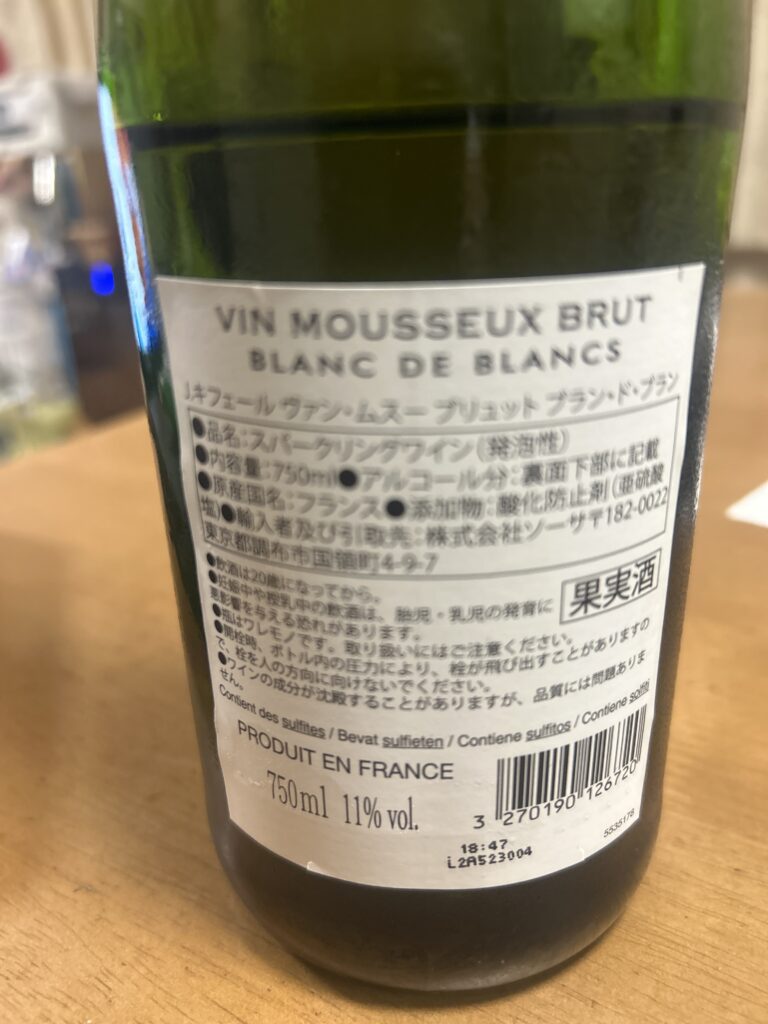 VIN MOUSSEUX BRUT
BLANC DE BLANCS
J.キフェール ヴァン・ムスー ブリュット ブラン・ド・ブラン
●品名:スパークリングワイン(発泡性)
●内容量:750ml●アルコール分:裏面下部に記載
●原産国名:フランス●添加物:酸化防止剤(亜硫酸
塩)●輸入者及び引取先:株式会社ソーサ〒182-0022
東京都調布市国領町4-9-7
●飲酒は20歳になってから。
●妊娠中や授乳中の飲酒は、胎児・乳児の発育に
悪影響を与える恐れがあります。
果実酒
●瓶はワレモノです。取り扱いにはご注意ください。
●開栓時、ボトル内の圧力により、栓が飛び出すことがありますの
で、栓を人の方向に向けないでください。
●ワインの成分が沈殿することがありますが、品質には問題ありま
せん。
Contient des sulfites / Bevat sulfieten / Contiene sulfitos / Contiene solfiti
PRODUIT EN FRANCE
750ml 11% vol.
3 270190 126720
5535178
18:47
L2A523004